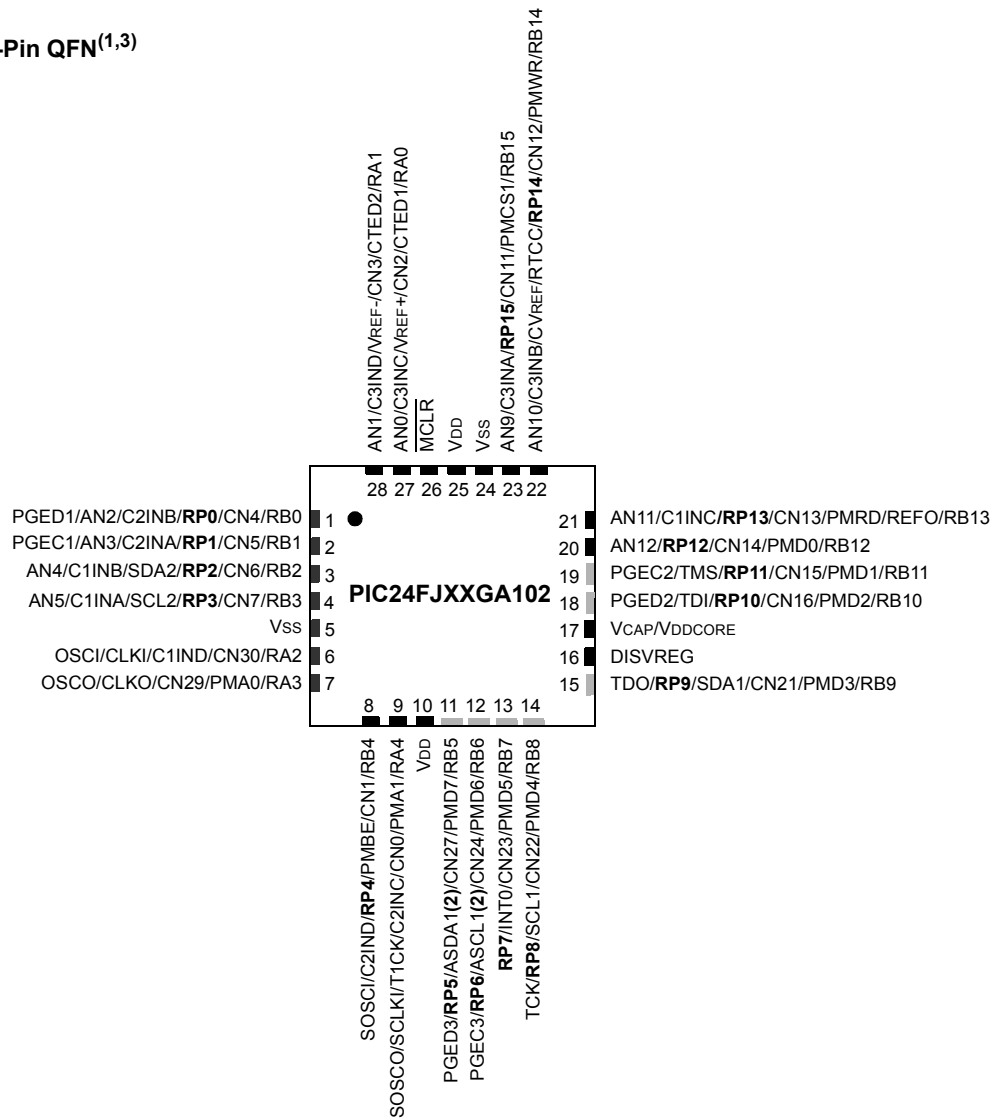 -Pin QFN(1,3)
AN1/C3IND/VREF-/CN3/CTED2/RA1
AN0/C3INC/VREF+/CN2/CTED1/RA0
MCLR
VDD
VSS
AN9/C3INA/RP15/CN11/PMCS1/RB15
AN10/C3INB/CVREF/RTCC/RP14/CN12/PMWR/RB14
28 27 26 25 24 23 22
PGED1/AN2/C2INB/RP0/CN4/RB0 1
PGEC1/AN3/C2INA/RP1/CN5/RB1 2
AN4/C1INB/SDA2/RP2/CN6/RB2 3
AN5/C1INA/SCL2/RP3/CN7/RB3 4
VSS 5
OSCI/CLKI/C1IND/CN30/RA2 6
OSCO/CLKO/CN29/PMA0/RA3 7
PIC24FJXXGA102
21 AN11/C1INC/RP13/CN13/PMRD/REFO/RB13
20 AN12/RP12/CN14/PMD0/RB12
19 PGEC2/TMS/RP11/CN15/PMD1/RB11
18 PGED2/TDI/RP10/CN16/PMD2/RB10
17 VCAP/VDDCORE
16 DISVREG
15 TDO/RP9/SDA1/CN21/PMD3/RB9
8 9 10 11 12 13 14
SOSCI/C2IND/RP4/PMBE/CN1/RB4
SOSCO/SCLKI/T1CK/C2INC/CN0/PMA1/RA4
VDD
PGED3/RP5/ASDA1(2)/CN27/PMD7/RB5
PGEC3/RP6/ASCL1(2)/CN24/PMD6/RB6
RP7/INT0/CN23/PMD5/RB7
TCK/RP8/SCL1/CN22/PMD4/RB8